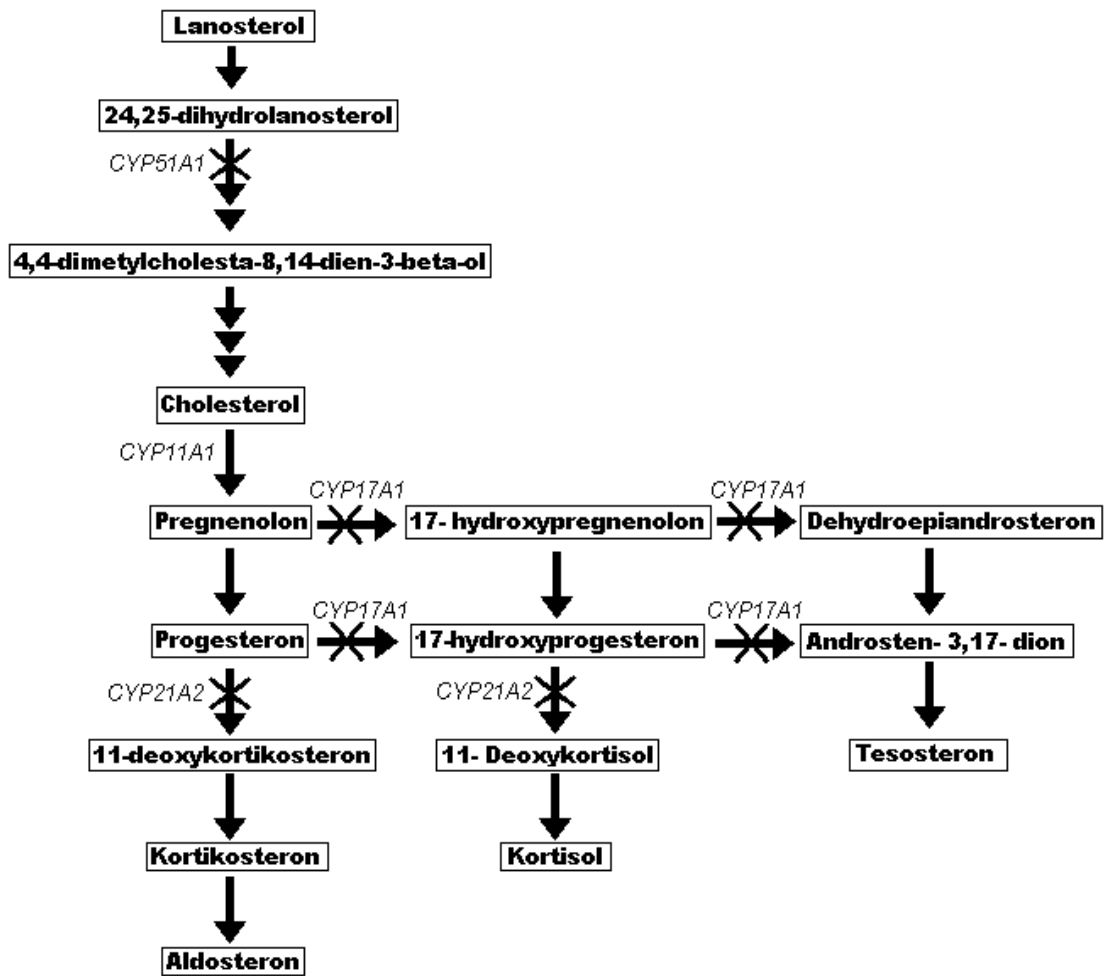 Lanosterol
24,25-dihydrolanosterol
CYP51A1
4,4-dimetylcholesta-8,14-dien-3-beta-ol
Cholesterol
CYP11A1
CYP17A1
CYP17A1
Pregnenolon
17- hydroxypregnenolon
Dehydroepiandrosteron
CYP17A1
CYP17A1
Progesteron
17-hydroxyprogesteron
Androsten- 3,17- dion
CYP21A2
CYP21A2
11-deoxykortikosteron
11- Deoxykortisol
Tesosteron
Kortikosteron
Kortisol
Aldosteron